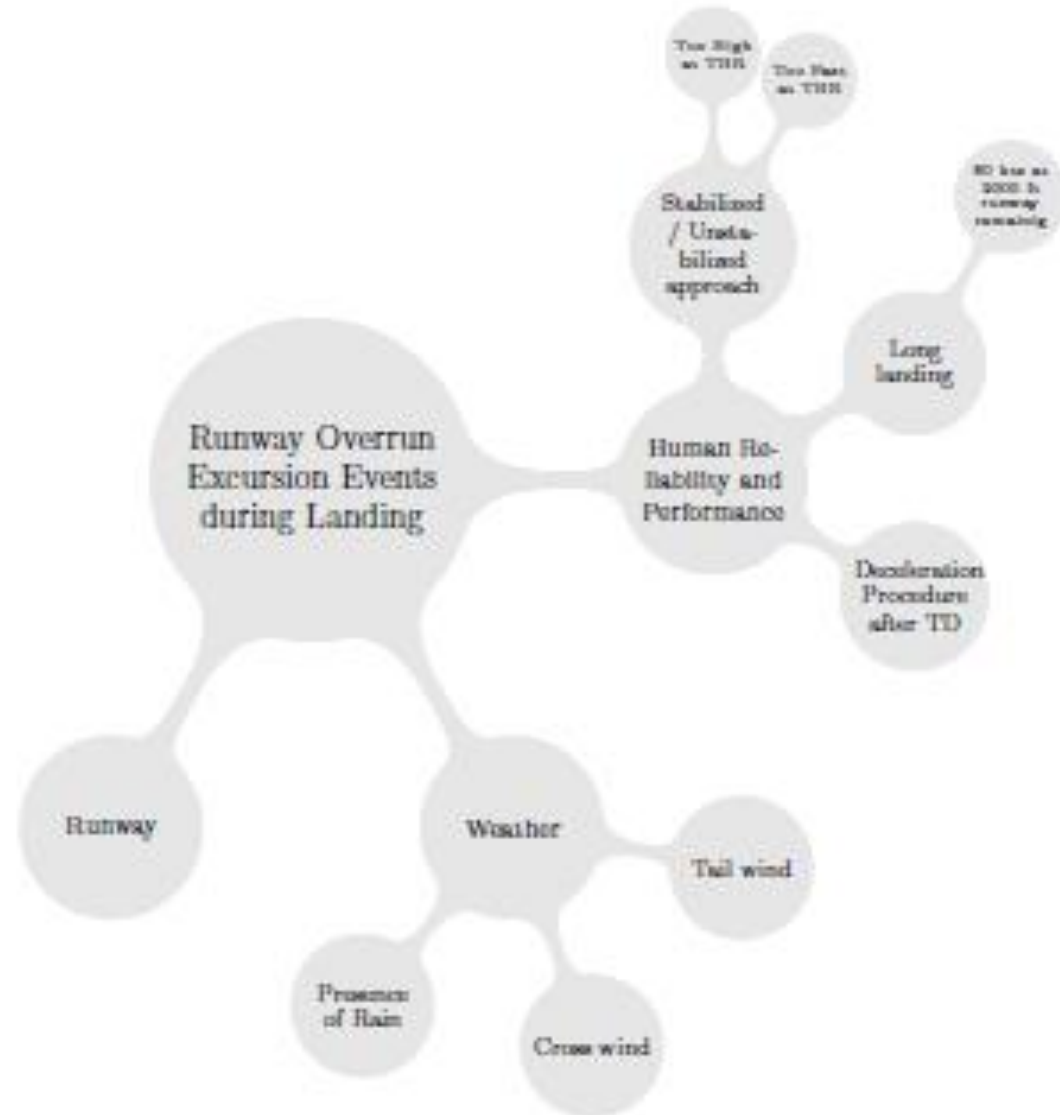 Too High
at THR
Too Fast
at THR
Stabilized
/ Unsta-
bilized
approach
runway
remaining
Long
landing
Runway Overrun
Excursion Events
during Landing
Human Re-
liability and
Performance
Deceleration
Procedure
after TD
Runway
Weather
Tail wind
Presence
of Rain
Cross wind